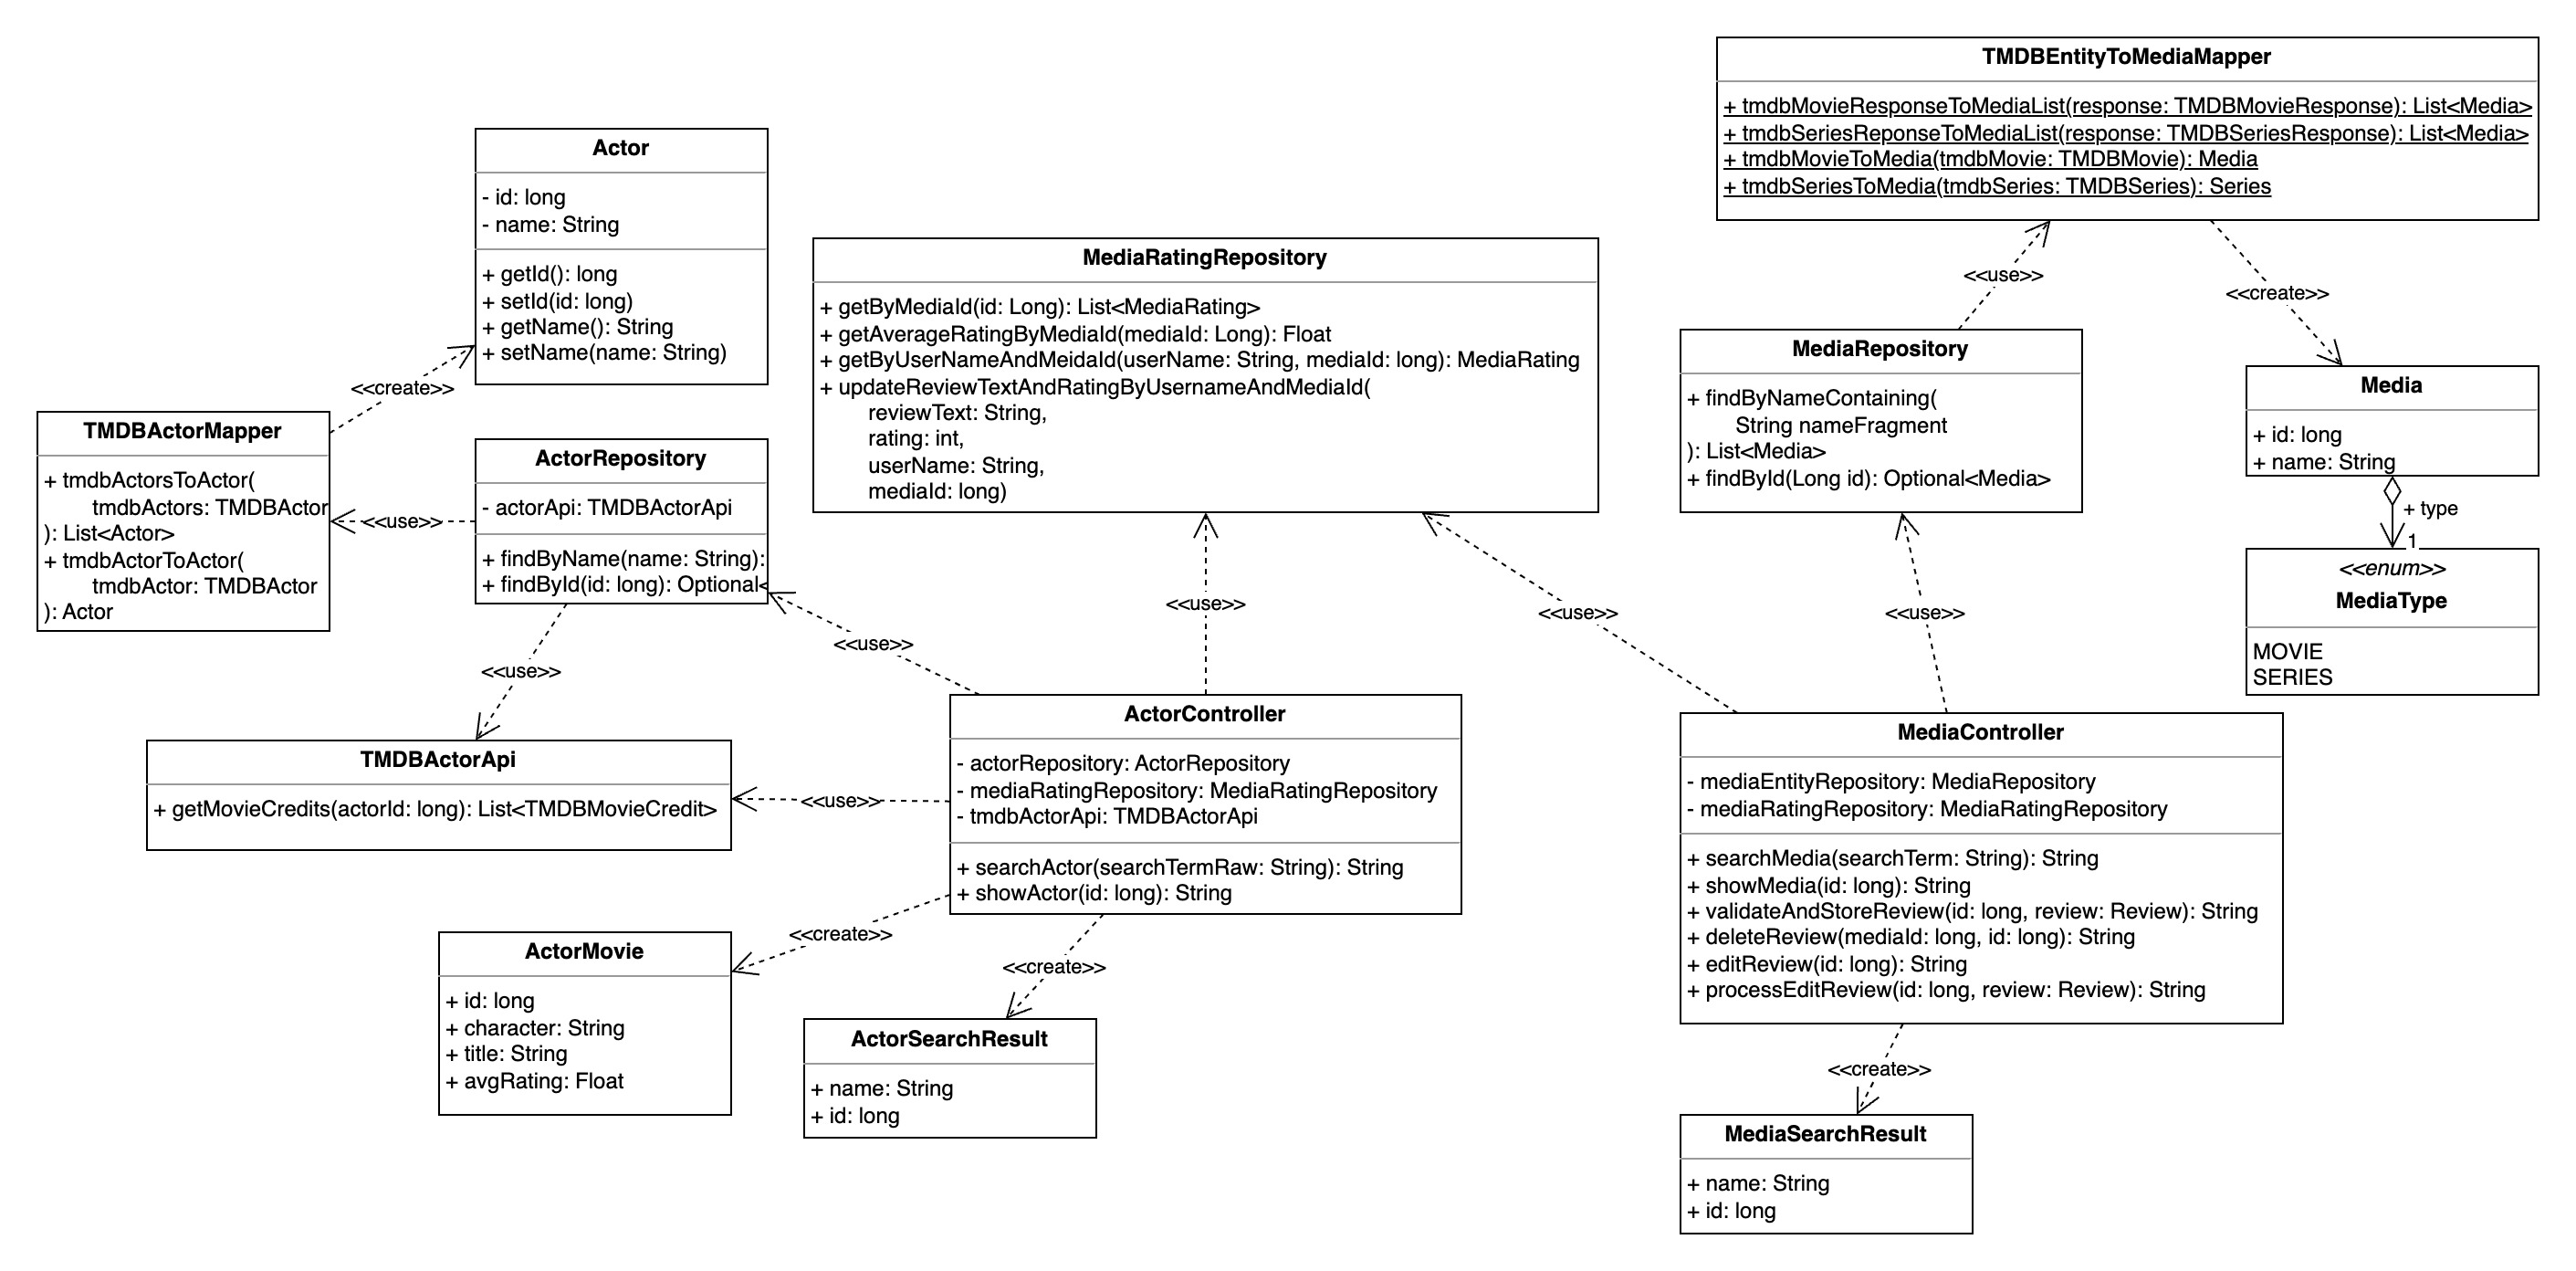 TMDBEntityToMediaMapper
+ tmdbMovieResponseToMediaList(response: TMDBMovieResponse): List<Media>
+ tmdbSeriesReponseToMediaList(response: TMDBSeriesResponse): List<Media>
+ tmdbMovieToMedia(tmdbMovie: TMDBMovie): Media
+ tmdbSeriesToMedia(tmdbSeries: TMDBSeries): Series
Actor
- id: long
- name: String
+ getId(): long
+ setId(id: long)
+ getName(): String
+ setName(name: String)
MediaRatingRepository
+ getByMediaId(id: Long): List<MediaRating>
+ getAverageRatingByMediaId(mediaId: Long): Float
+ getByUserNameAndMeidaId(userName: String, mediaId: long): MediaRating
+ updateReviewTextAndRatingByUsernameAndMediaId(
reviewText: String,
rating: int,
userName: String,
mediaId: long)
<<use>>
<<create>>
MediaRepository
+ findByNameContaining(
String nameFragment
): List<Media>
+ findById(Long id): Optional<Media>
Media
+ id: long
+ name: String
+ type
1
<<enum>>
MediaType
MOVIE
SERIES
<<create>>
TMDBActorMapper
+ tmdbActorsToActor(
tmdbActors: TMDBActor
): List<Actor>
+ tmdbActorToActor(
tmdbActor: TMDBActor
): Actor
<<use>>
ActorRepository
- actorApi: TMDBActorApi
+ findByName(name: String):
+ findById(id: long): Optional<
<<use>>
<<use>>
<<use>>
<<use>>
<<use>>
TMDBActorApi
+ getMovieCredits(actorId: long): List<TMDBMovieCredit>
<<use>>
ActorController
- actorRepository: ActorRepository
- mediaRatingRepository: MediaRatingRepository
- tmdbActorApi: TMDBActorApi
+ searchActor(searchTermRaw: String): String
+ showActor(id: long): String
MediaController
- mediaEntityRepository: MediaRepository
- mediaRatingRepository: MediaRatingRepository
+ searchMedia(searchTerm: String): String
+ showMedia(id: long): String
+ validateAndStoreReview(id: long, review: Review): String
+ deleteReview(mediaId: long, id: long): String
+ editReview(id: long): String
+ processEditReview(id: long, review: Review): String
<<create>>
<<create>>
<<create>>
ActorMovie
+ id: long
+ character: String
+ title: String
+ avgRating: Float
ActorSearchResult
+ name: String
+ id: long
MediaSearchResult
+ name: String
+ id: long